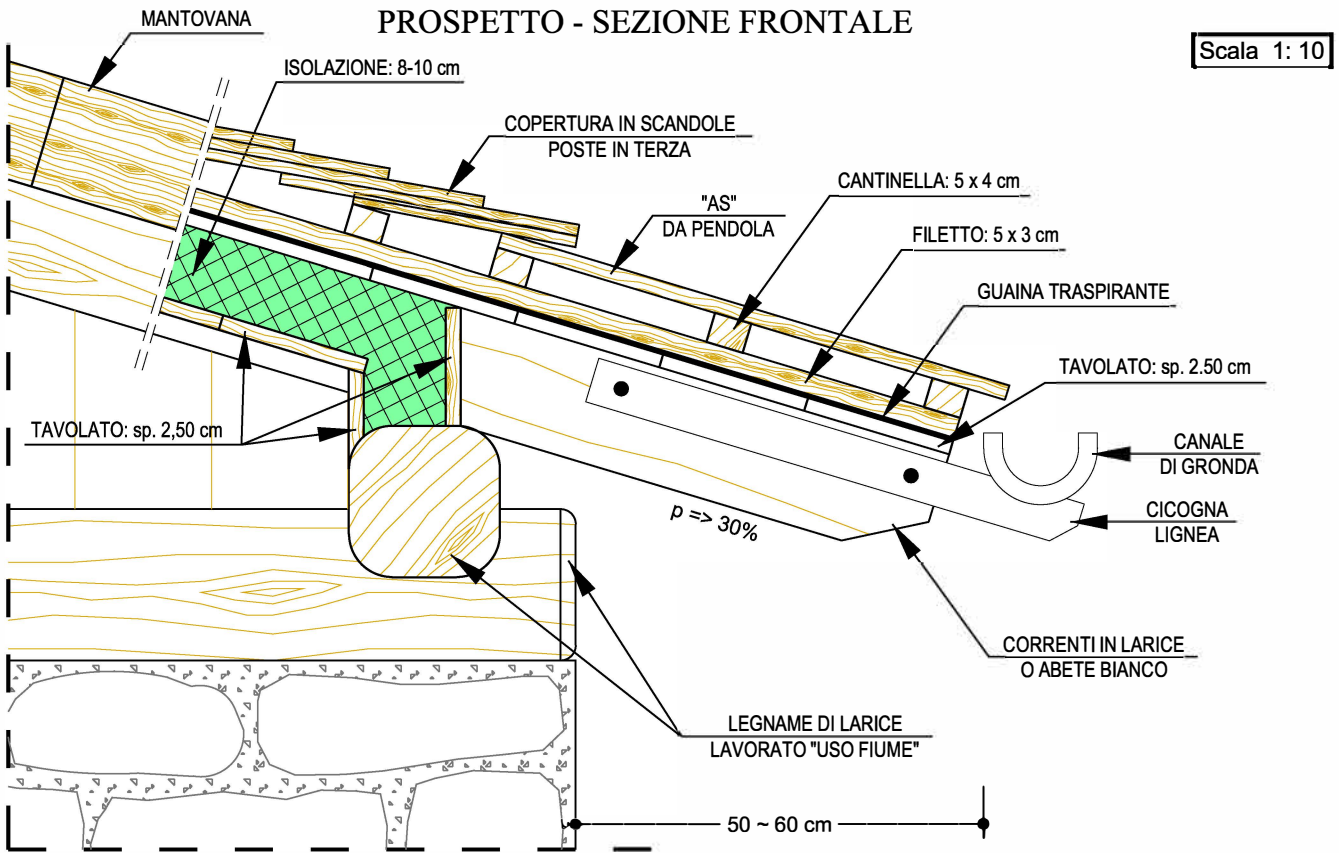 PROSPETTO - SEZIONE FRONTALE
MANTOVANA
Scala 1: 10
ISOLAZIONE: 8-10 cm
COPERTURA IN SCANDOLE
POSTE IN TERZA
CANTINELLA: 5 x 4 cm
"AS"
DA PENDOLA
FILETTO: 5 x 3 cm
GUAINA TRASPIRANTE
TAVOLATO: sp. 2.50 cm
TAVOLATO: sp. 2,50 cm
CANALE
DI GRONDA
CICOGNA
LIGNEA
p => 30%
CORRENTI IN LARICE
O ABETE BIANCO
LEGNAME DI LARICE
LAVORATO "USO FIUME"
50 ~ 60 cm